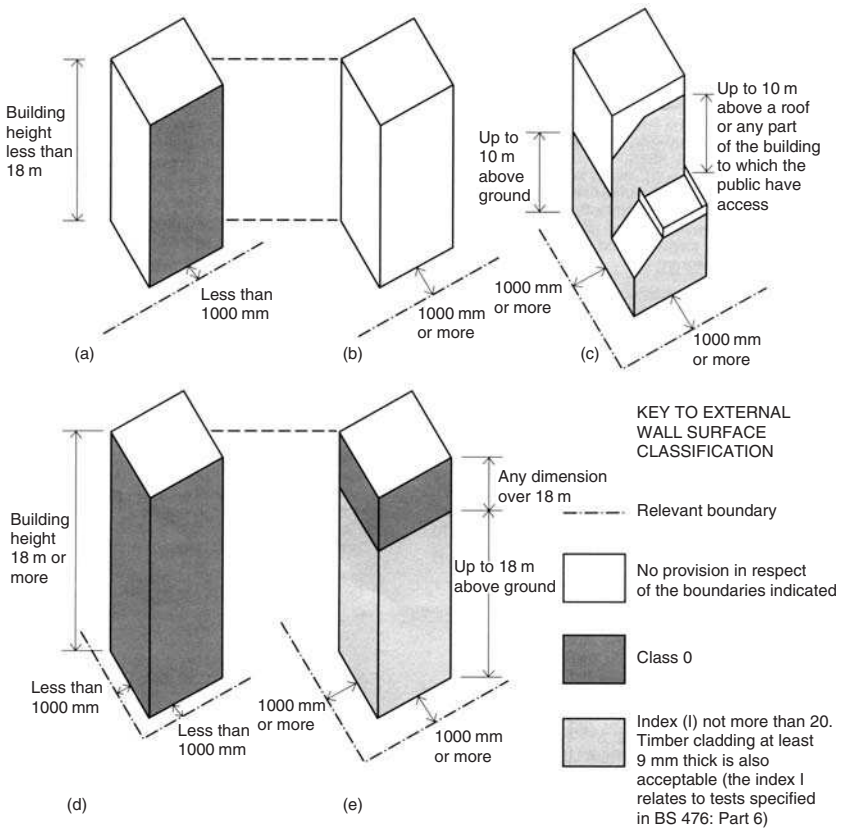 Building
height
less than
18 m
Less than
1000 mm
(a)
1000 mm
or more
(b)
Up to
10 m
above
ground
Up to 10 m
above a roof
or any part
of the building
to which the
public have
access
1000 mm
or more
1000 mm
or more
(c)
Building
height
18 m or
more
Less than
1000 mm
Less than
1000 mm
(d)
Any dimension
over 18 m
Up to 18 m
above ground
1000 mm
or more
1000 mm
or more
(e)
KEY TO EXTERNAL
WALL SURFACE
CLASSIFICATION
Relevant boundary
No provision in respect
of the boundaries indicated
Class 0
Index (I) not more than 20.
Timber cladding at least
9 mm thick is also
acceptable (the index I
relates to tests specified
in BS 476: Part 6)